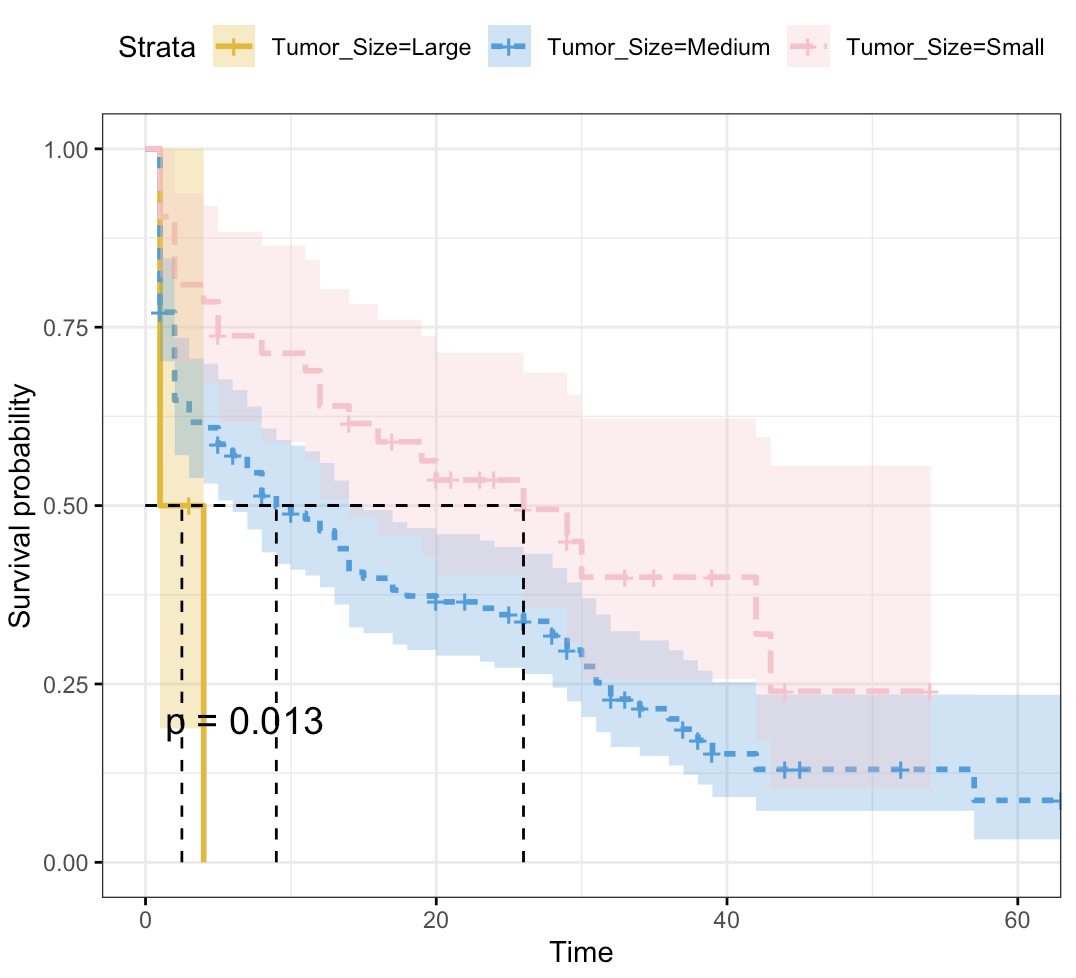 Strata Tumor_Size=Large Tumor_Size=Medium Tumor_Size=Small
Survival probability
1.00
0.75
0.50
0.25
0.00
p = 0.013
0 20 40 60
Time